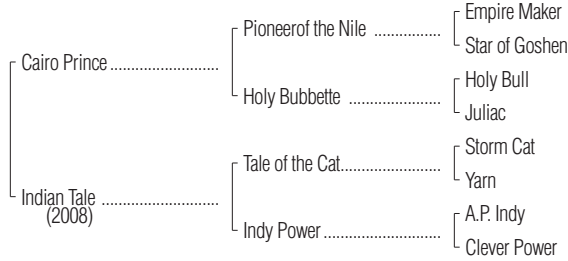 Empire Maker
Pioneerof the Nile ................
Star of Goshen
Cairo Prince ..........................
Holy Bull
Holy Bubbette ......................
Juliac
Storm Cat
Tale of the Cat........................
Yarn
Indian Tale ............................
(2008)
A.P. Indy
Indy Power ............................
Clever Power